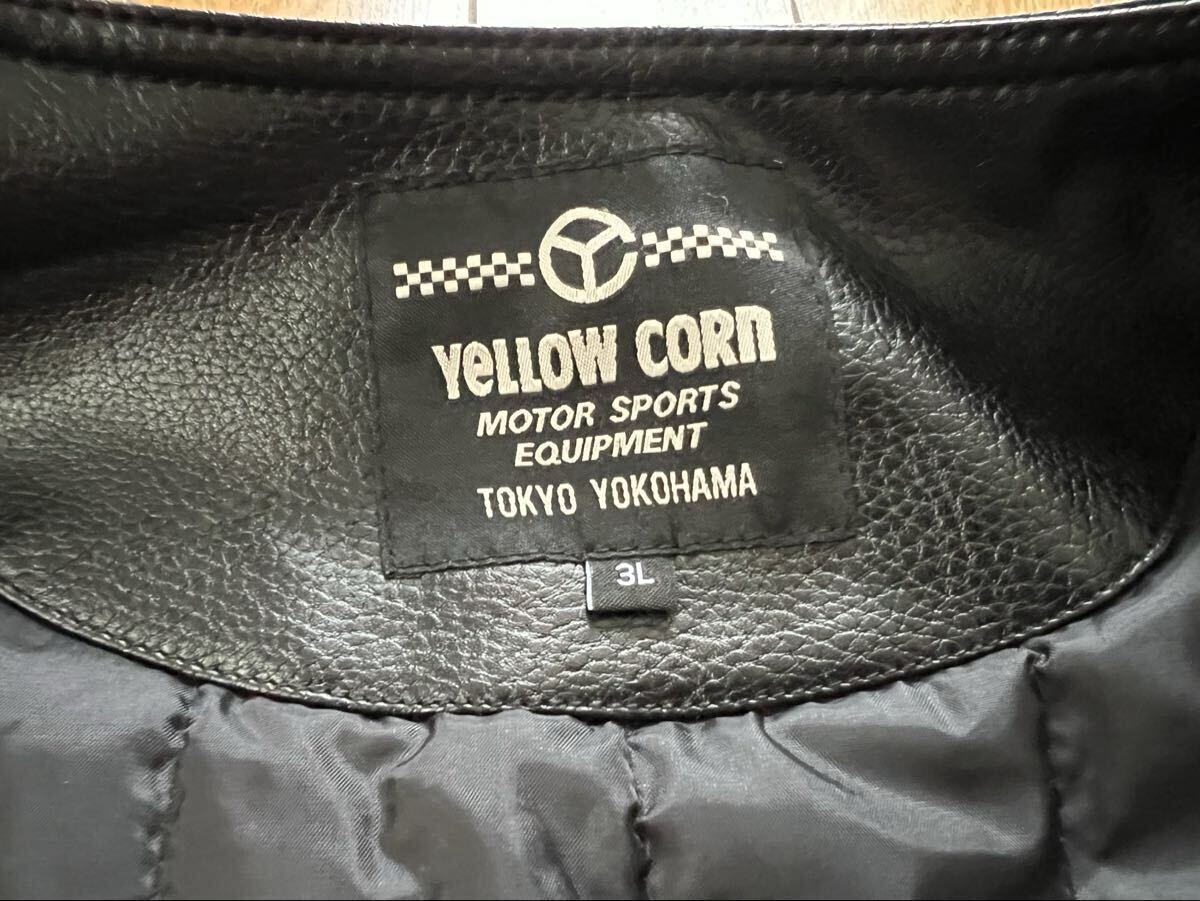 YeLLOW CORn
MOTOR SPORTS
EQUIPMENT
TOKYO YOKOHAMA
3L